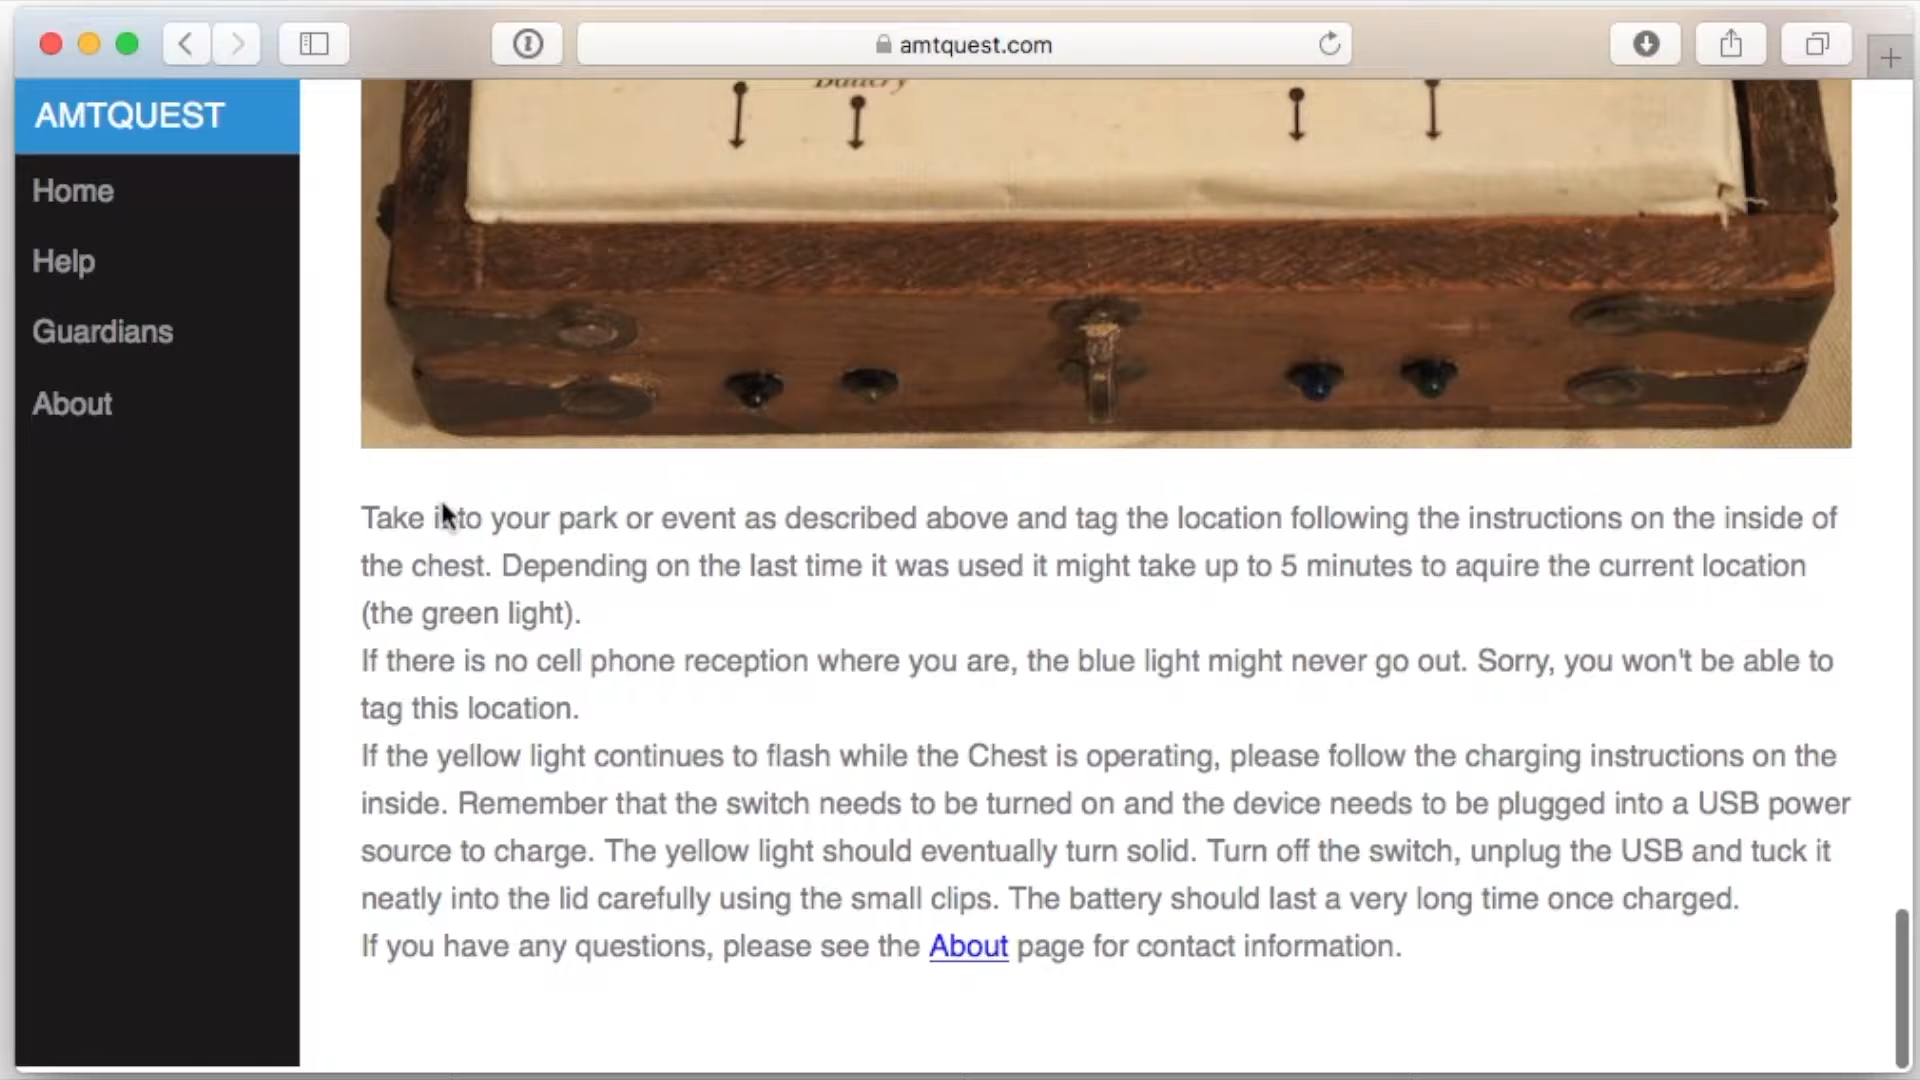 amtquest.com
AMTQUEST
Home
Help
Guardians
About
Battery
Take it to your park or event as described above and tag the location following the instructions on the inside of
the chest. Depending on the last time it was used it might take up to 5 minutes to aquire the current location
(the green light).
If there is no cell phone reception where you are, the blue light might never go out. Sorry, you won't be able to
tag this location.
If the yellow light continues to flash while the Chest is operating, please follow the charging instructions on the
inside. Remember that the switch needs to be turned on and the device needs to be plugged into a USB power
source to charge. The yellow light should eventually turn solid. Turn off the switch, unplug the USB and tuck it
neatly into the lid carefully using the small clips. The battery should last a very long time once charged.
If you have any questions, please see the About page for contact information.